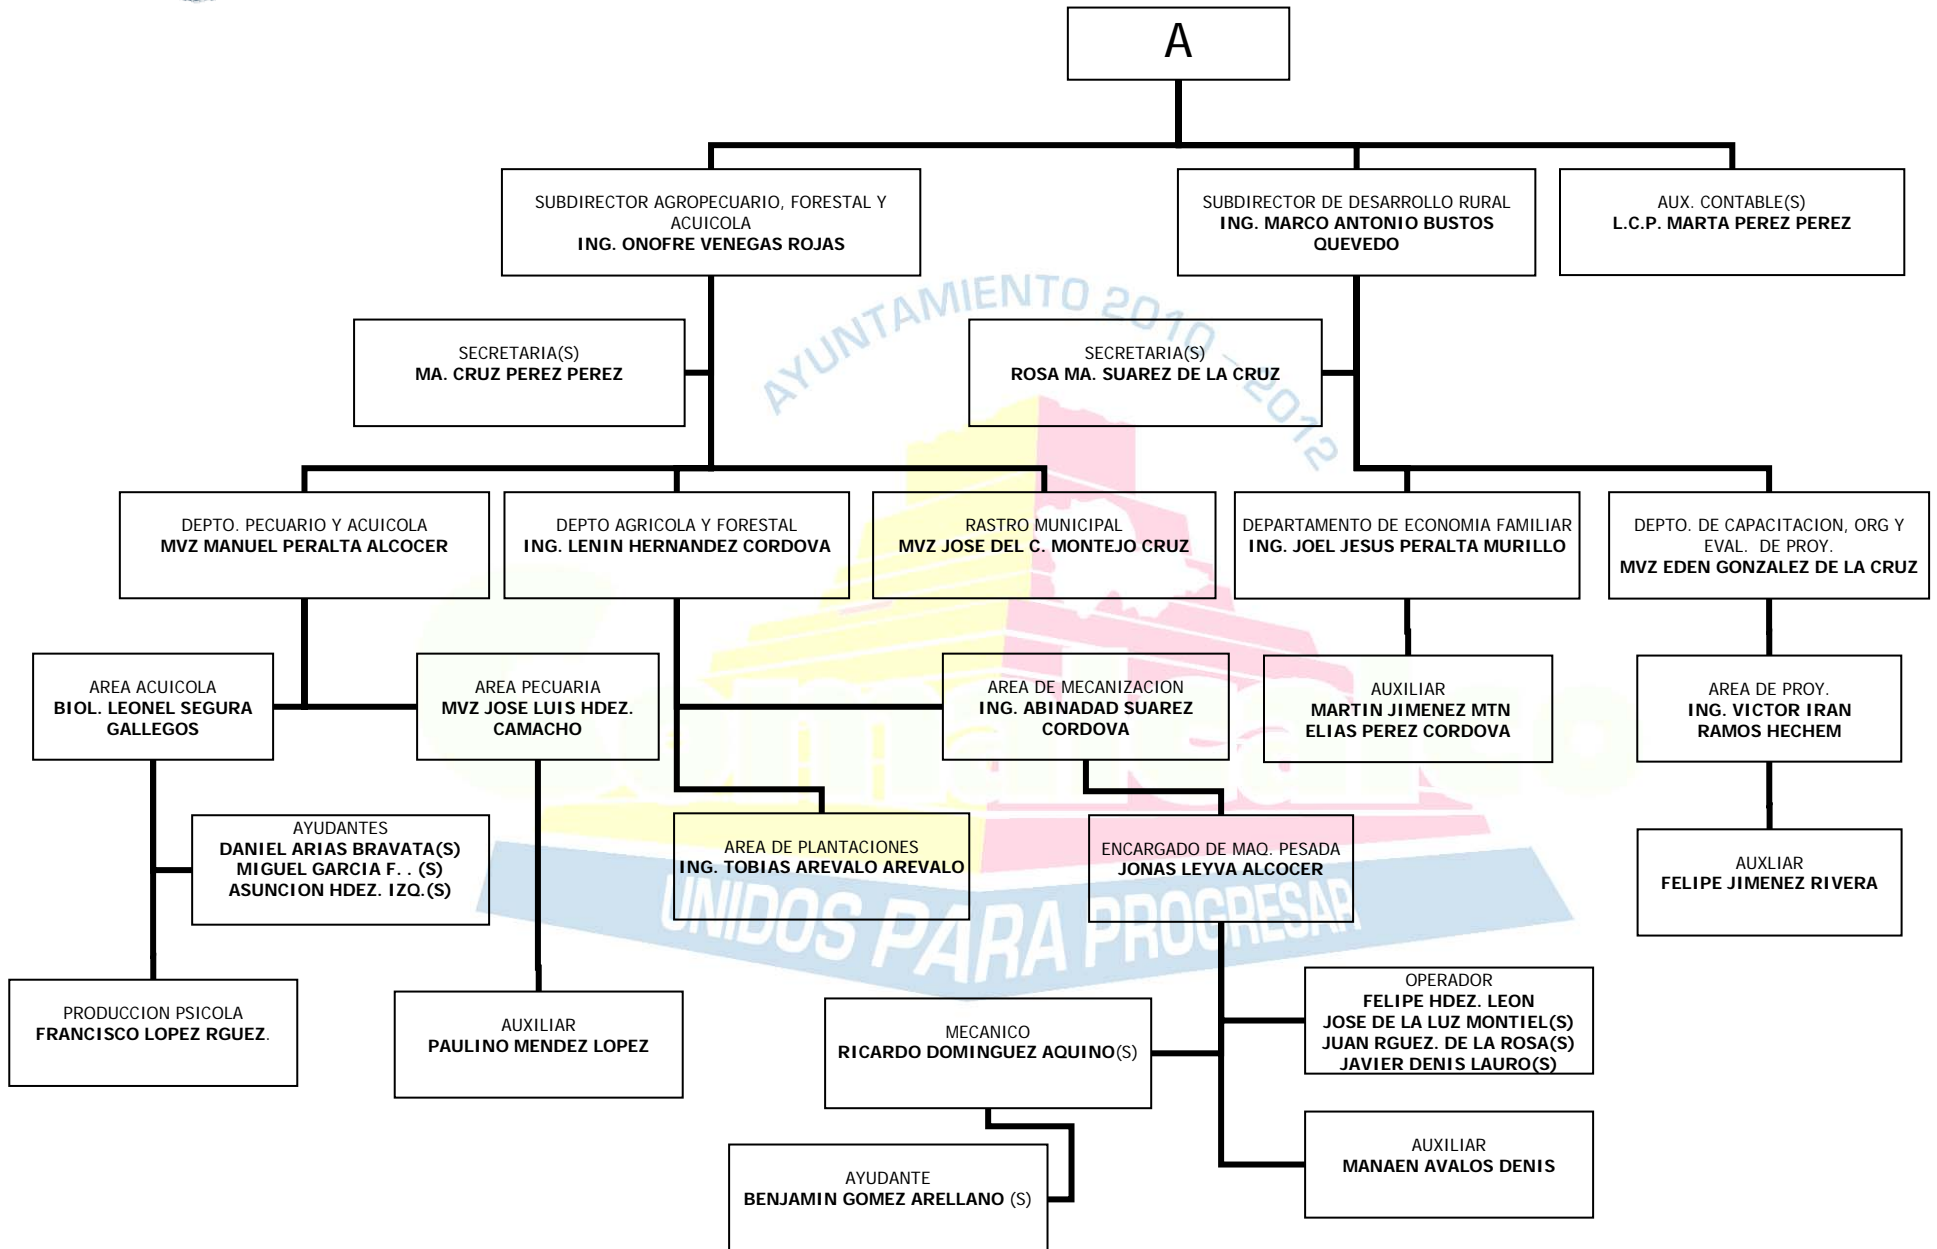 A
SUBDIRECTOR AGROPECUARIO, FORESTAL Y
ACUICOLA
ING. ONOFRE VENEGAS ROJAS
SUBDIRECTOR DE DESARROLLO RURAL
ING. MARCO ANTONIO BUSTOS
QUEVEDO
AUX. CONTABLE(S)
L.C.P. MARTA PEREZ PEREZ
AYUNTAMIENTO 2010-2012
SECRETARIA(S)
MA. CRUZ PEREZ PEREZ
SECRETARIA(S)
ROSA MA. SUAREZ DE LA CRUZ
DEPTO. PECUARIO Y ACUICOLA
MVZ MANUEL PERALTA ALCOCER
DEPTO AGRICOLA Y FORESTAL
ING. LENIN HERNANDEZ CORDOVA
RASTRO MUNICIPAL
MVZ JOSE DEL C. MONTEJO CRUZ
DEPARTAMENTO DE ECONOMIA FAMILIAR
ING. JOEL JESUS PERALTA MURILLO
DEPTO. DE CAPACITACION, ORG Y
EVAL. DE PROY.
MVZ EDEN GONZALEZ DE LA CRUZ
AREA ACUICOLA
BIOL. LEONEL SEGURA
GALLEGOS
AREA PECUARIA
MVZ JOSE LUIS HDEZ.
CAMACHO
AREA DE MECANIZACION
ING. ABINADAD SUAREZ
CORDOVA
AUXILIAR
MARTIN JIMENEZ MTN
ELIAS PEREZ CORDOVA
AREA DE PROY.
ING. VICTOR IRAN
RAMOS HECHEM
Comalcalco
AYUDANTES
DANIEL ARIAS BRAVATA(S)
MIGUEL GARCIA F. . (S)
ASUNCION HDEZ. IZQ.(S)
AREA DE PLANTACIONES
ING. TOBIAS AREVALO AREVALO
ENCARGADO DE MAQ. PESADA
JONAS LEYVA ALCOCER
AUXLIAR
FELIPE JIMENEZ RIVERA
UNIDOS PARA PROGRESAR
PRODUCCION PSICOLA
FRANCISCO LOPEZ RGUEZ.
AUXILIAR
PAULINO MENDEZ LOPEZ
MECANICO
RICARDO DOMINGUEZ AQUINO(S)
OPERADOR
FELIPE HDEZ. LEON
JOSE DE LA LUZ MONTIEL(S)
JUAN RGUEZ. DE LA ROSA(S)
JAVIER DENIS LAURO(S)
AUXILIAR
MANAEN AVALOS DENIS
AYUDANTE
BENJAMIN GOMEZ ARELLANO (S)